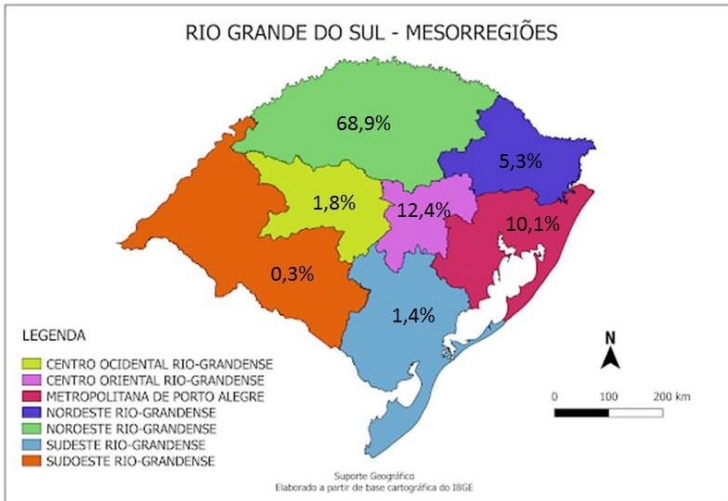 RIO GRANDE DO SUL - MESORREGIÕES
68,9%
5,3%
1,8%
12,4%
10,1%
0,3%
1,4%
LEGENDA
CENTRO OCIDENTAL RIO-GRANDENSE
CENTRO ORIENTAL RIO-GRANDENSE
METROPOLITANA DE PORTO ALEGRE
NORDESTE RIO-GRANDENSE
NOROESTE RIO-GRANDENSE
SUDESTE RIO-GRANDENSE
SUDOESTE RIO-GRANDENSE
N
0 100 200 km
Suporte Geográfico
Elaborado a partir de base cartográfica do IBGE